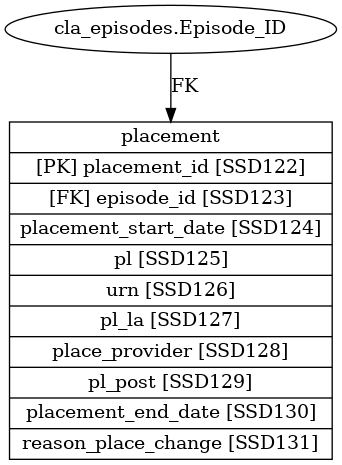 cla_episodes.Episode_ID
FK
placement
[PK] placement_id [SSD122]
[FK] episode_id [SSD123]
placement_start_date [SSD124]
pl [SSD125]
urn [SSD126]
pl_la [SSD127]
place_provider [SSD128]
pl_post [SSD129]
placement_end_date [SSD130]
reason_place_change [SSD131]